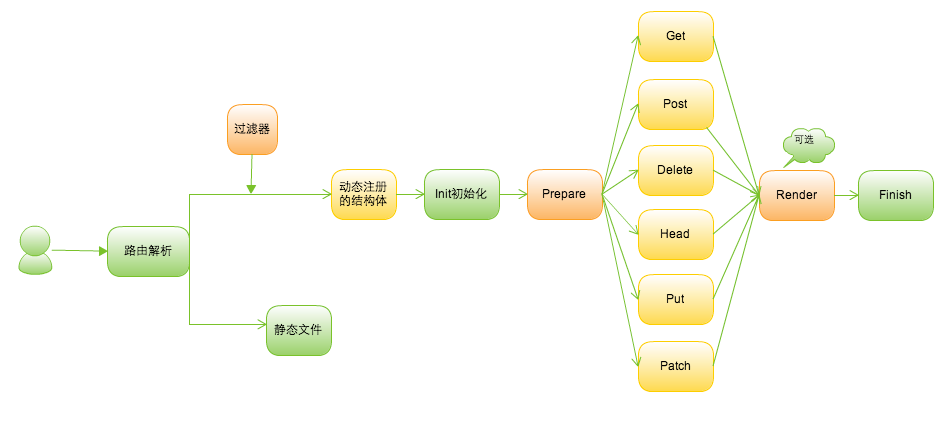 过滤器
路由解析
静态文件
动态注册
的结构体
Init初始化
Prepare
Get
Post
Delete
Head
Put
Patch
可选
Render
Finish